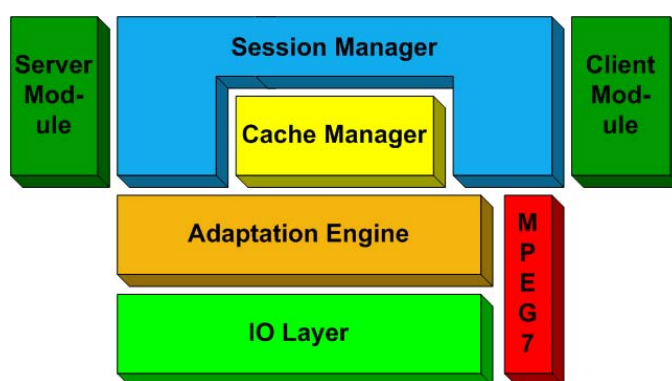 Server
Mod-
ule
Session Manager
Client
Mod-
ule
Cache Manager
Adaptation Engine
M
P
E
G
7
IO Layer